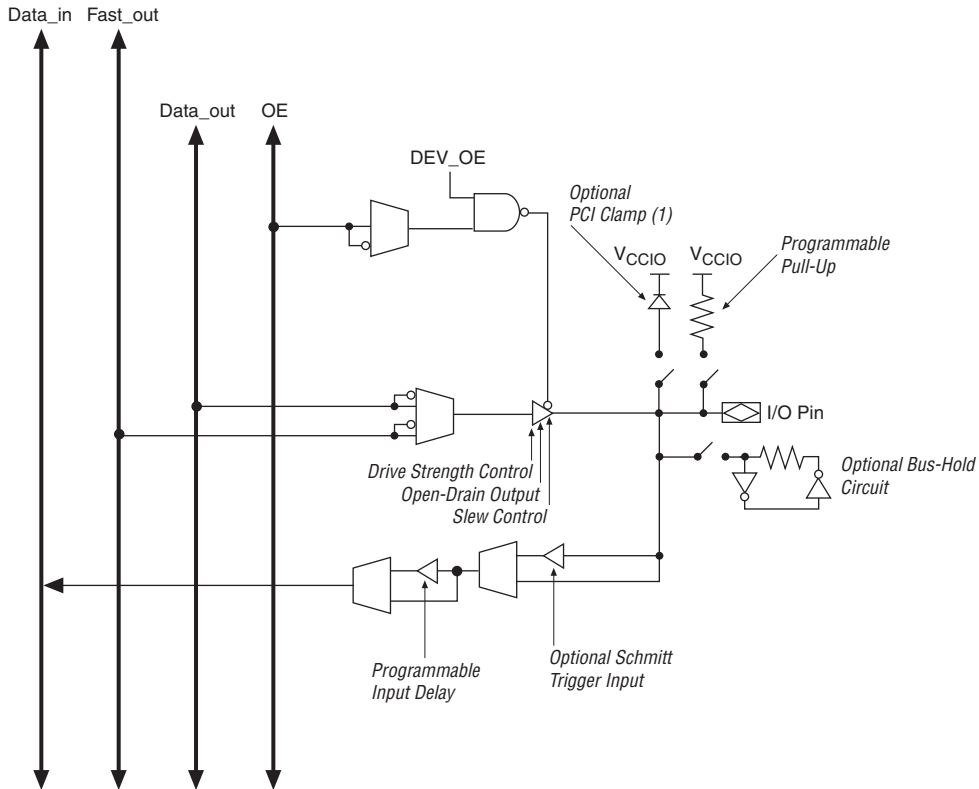 Data_in Fast_out
Data_out OE
DEV_OE
Optional
PCI Clamp (1)
VCCIO VCCIO
Programmable
Pull-Up
I/O Pin
Drive Strength Control
Open-Drain Output
Slew Control
Optional Bus-Hold
Circuit
Programmable
Input Delay
Optional Schmitt
Trigger Input